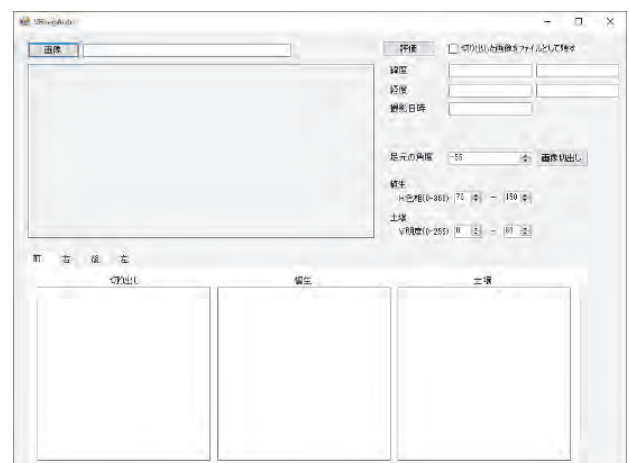 画像
評価 切り出した画像をファイルとして残す
緯度
経度
撮影日時
足元の角度 -55 画像切出し
植生
H色相(0-360) 70 - 150
土壌
V明度(0-255) 0 - 60
前 右 後 左
切り出し 植生 土壌